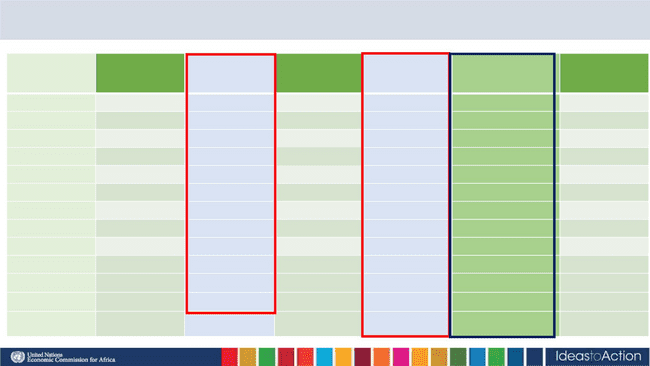 United Nations
Economic Commission for Africa
IdeastoAction